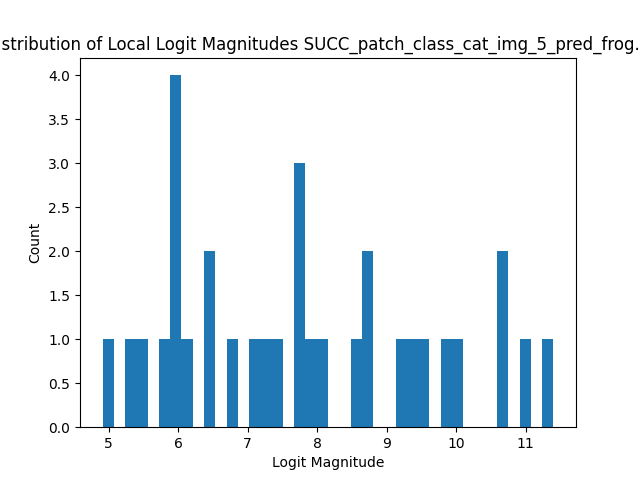 stribution of Local Logit Magnitudes SUCC_patch_class_cat_img_5_pred_frog.
4.0
3.5
3.0
2.5
2.0
1.5
1.0
0.5
0.0
Count
5 6 7 8 9 10 11
Logit Magnitude